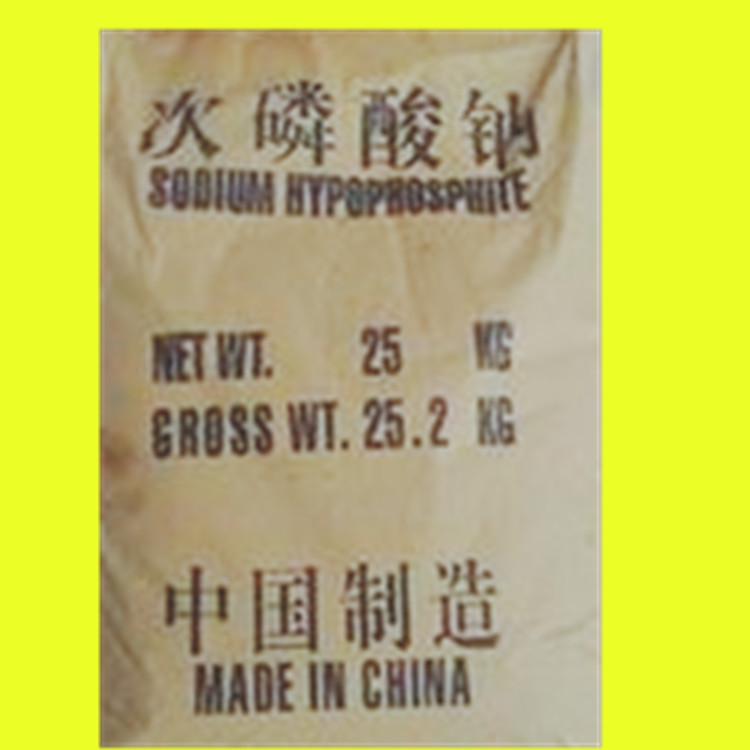 次磷酸钠
SODIUM HYPOPHOSPHITE
NET WT. 25 KG
GROSS WT. 25.2 KG
中国制造
MADE IN CHINA